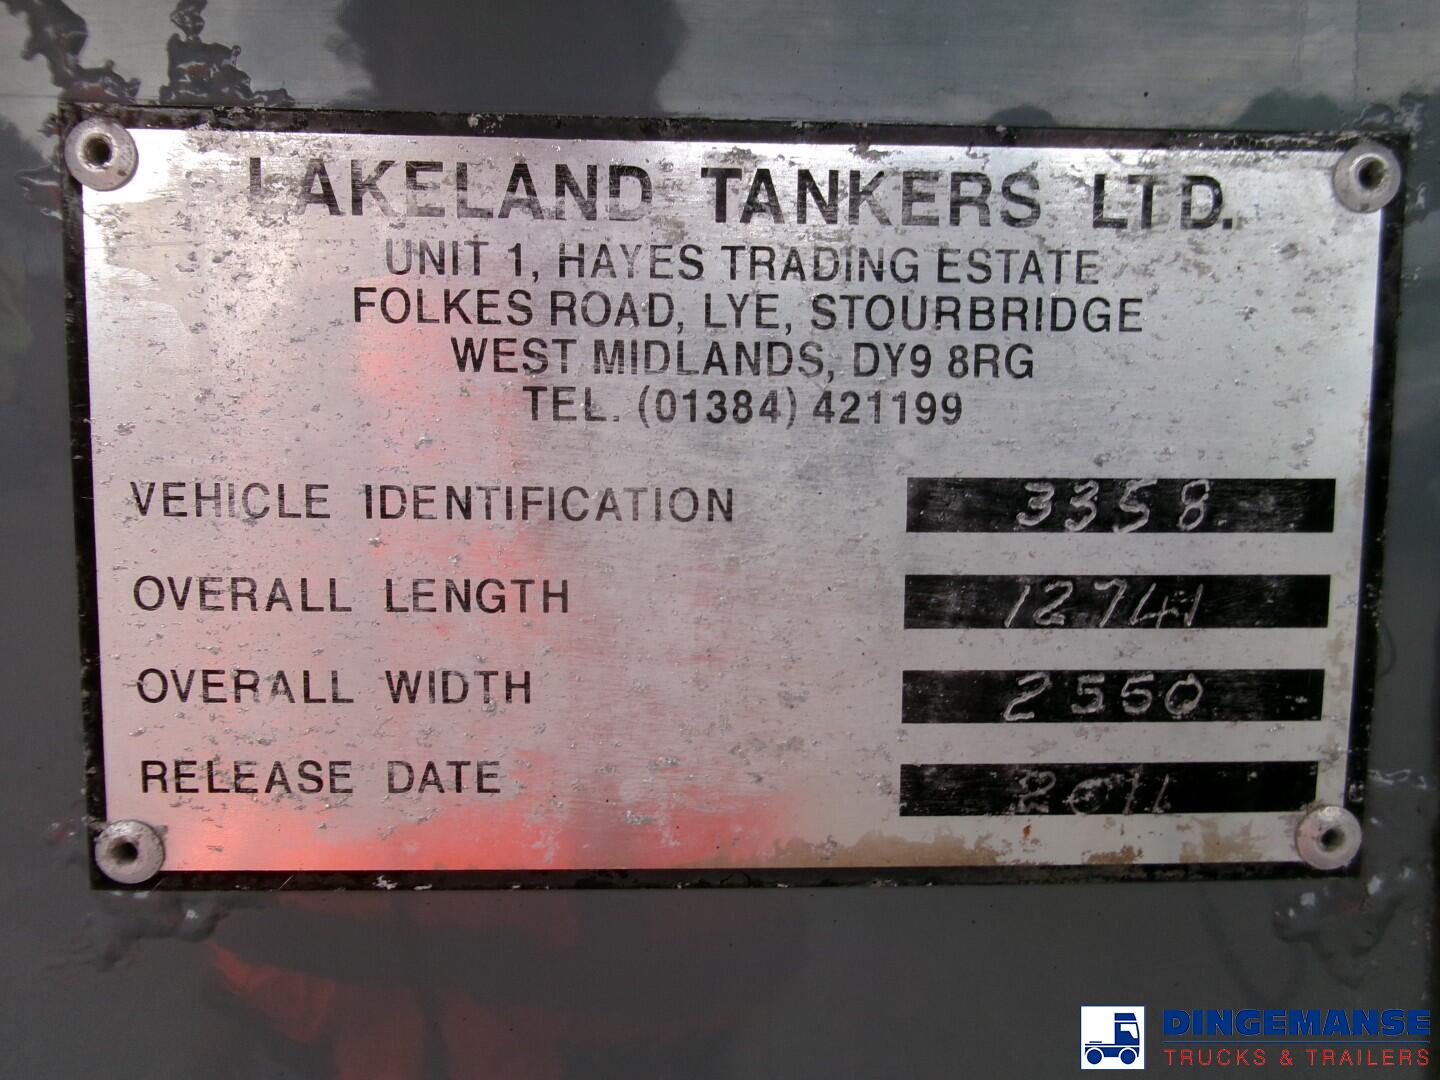 LAKELAND TANKERS LTD.
UNIT 1, HAYES TRADING ESTATE
FOLKES ROAD, LYE, STOURBRIDGE
WEST MIDLANDS, DY9 8RG
TEL. (01384) 421199
VEHICLE IDENTIFICATION 3358
OVERALL LENGTH 12741
OVERALL WIDTH 2550
RELEASE DATE 2011
DINGEMANSE
TRUCKS & TRAILERS